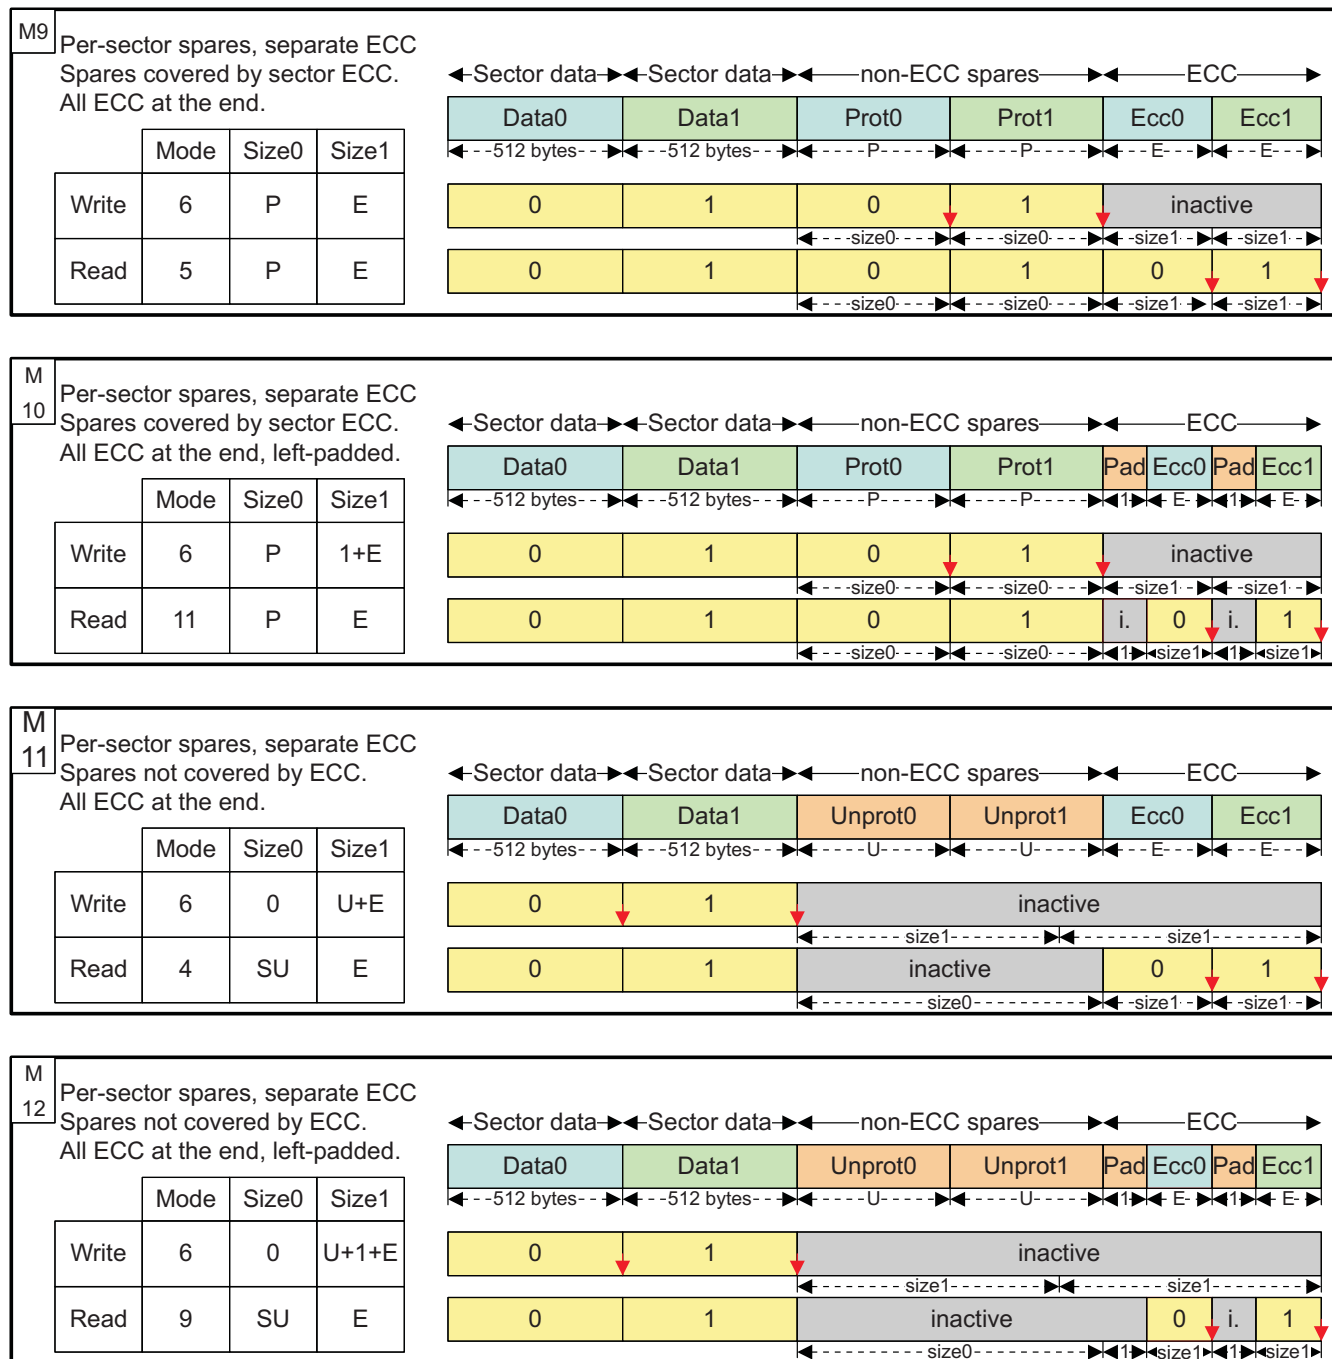 M9
Per-sector spares, separate ECC
Spares covered by sector ECC.
All ECC at the end.
Sector data Sector data non-ECC spares ECC
Data0 Data1 Prot0 Prot1 Ecc0 Ecc1
512 bytes 512 bytes P P E E
Mode Size0 Size1
Write 6 P E
0 1 0 1 inactive
size0 size0 size1 size1
Read 5 P E
0 1 0 1 0 1
size0 size0 size1 size1
M
10
Per-sector spares, separate ECC
Spares covered by sector ECC.
All ECC at the end, left-padded.
Sector data Sector data non-ECC spares ECC
Data0 Data1 Prot0 Prot1 Pad Ecc0 Pad Ecc1
512 bytes 512 bytes P P 1 E 1 E
Mode Size0 Size1
Write 6 P 1+E
0 1 0 1 inactive
size0 size0 size1 size1
Read 11 P E
0 1 0 1 i. 0 i. 1
size0 size0 1 size1 1 size1
M
11
Per-sector spares, separate ECC
Spares not covered by ECC.
All ECC at the end.
Sector data Sector data non-ECC spares ECC
Data0 Data1 Unprot0 Unprot1 Ecc0 Ecc1
512 bytes 512 bytes U U E E
Mode Size0 Size1
Write 6 0 U+E
0 1 inactive
size1 size1
Read 4 SU E
0 1 inactive 0 1
size0 size1 size1
M
12
Per-sector spares, separate ECC
Spares not covered by ECC.
All ECC at the end, left-padded.
Sector data Sector data non-ECC spares ECC
Data0 Data1 Unprot0 Unprot1 Pad Ecc0 Pad Ecc1
512 bytes 512 bytes U U 1 E 1 E
Mode Size0 Size1
Write 6 0 U+1+E
0 1 inactive
size1 size1
Read 9 SU E
0 1 inactive 0 i. 1
size0 1 size1 1 size1